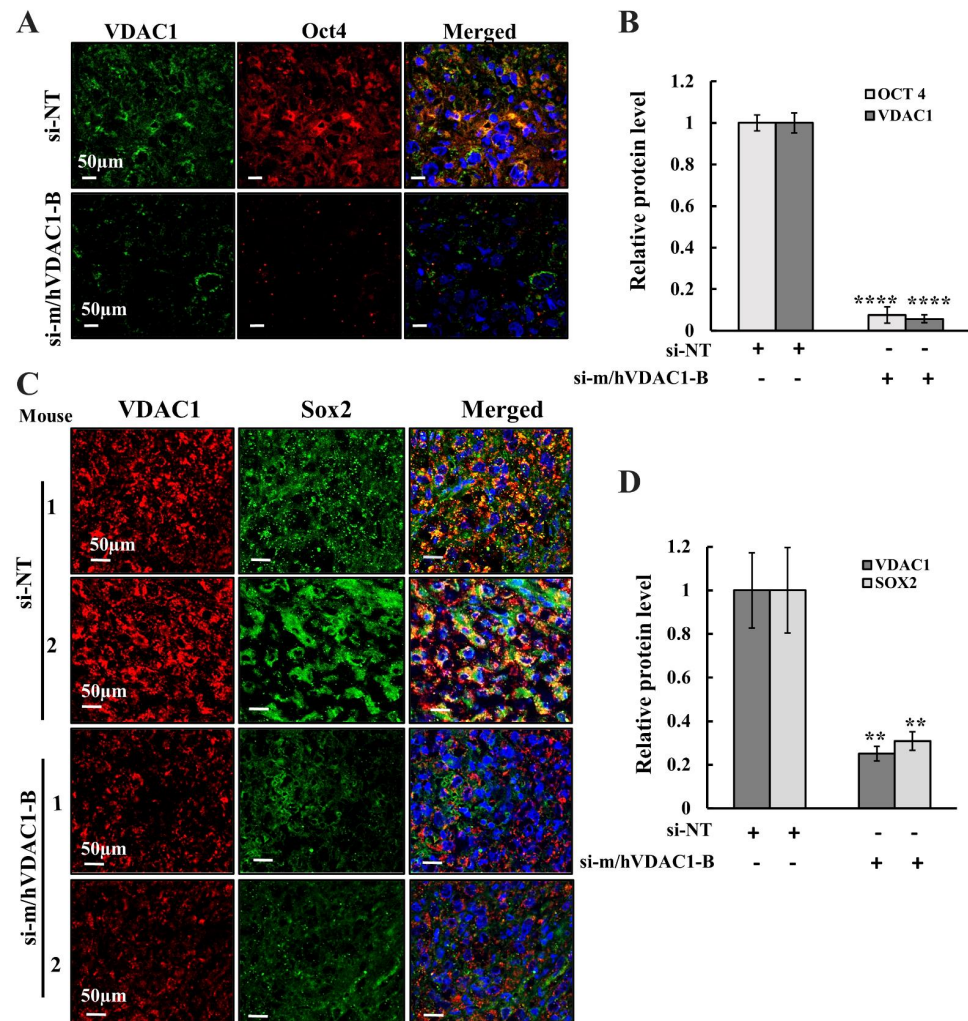 A
VDAC1 Oct4 Merged
si-NT
50µm
si-m/hVDAC1-B
50µm
B
Relative protein level
1.2
1
0.8
0.6
0.4
0.2
0
OCT 4
VDAC1
**** ****
si-NT + + - -
si-m/hVDAC1-B - - + +
C
Mouse VDAC1 Sox2 Merged
si-NT
1
50µm
2
50µm
si-m/hVDAC1-B
1
50µm
2
50µm
D
Relative protein level
1.2
1
0.8
0.6
0.4
0.2
0
VDAC1
SOX2
** **
si-NT + + - -
si-m/hVDAC1-B - - + +